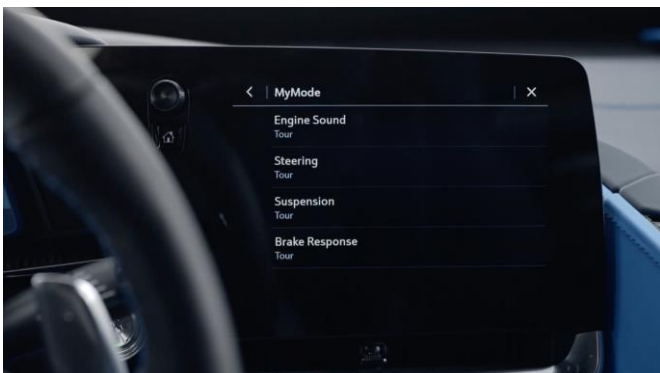 MyMode
Engine Sound
Tour
Steering
Tour
Suspension
Tour
Brake Response
Tour